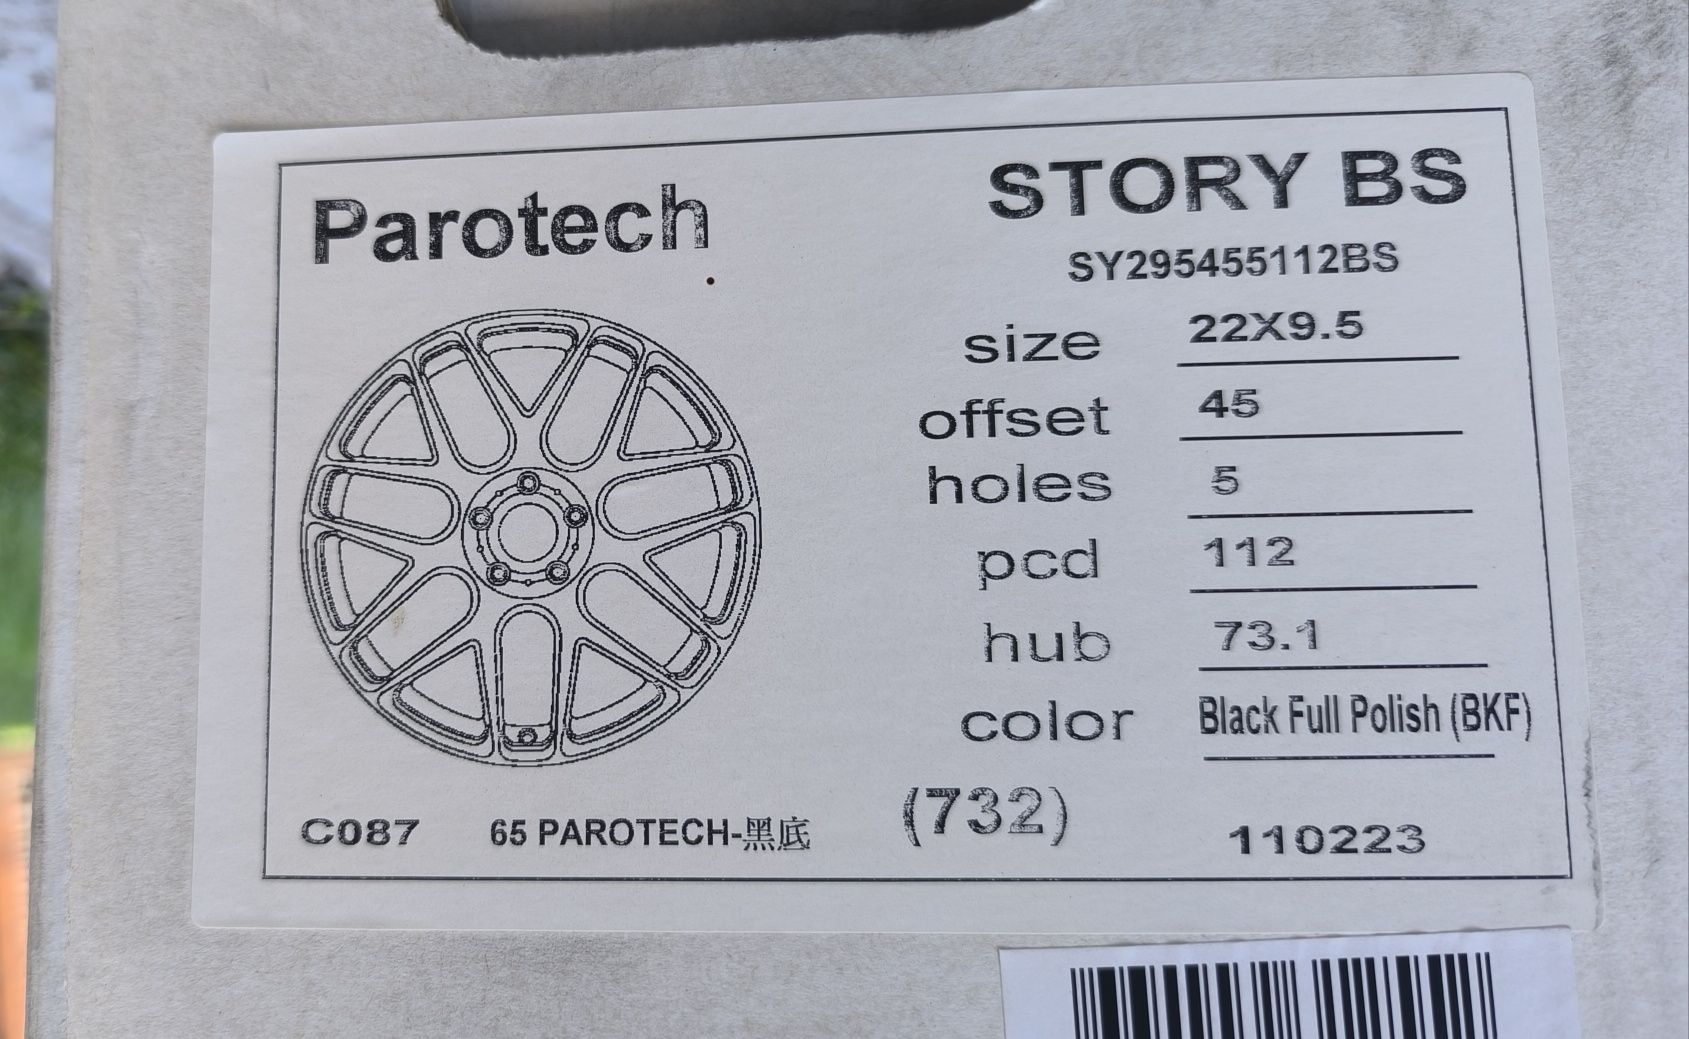 Parotech
STORY BS
SY295455112BS
size 22X9.5
offset 45
holes 5
pcd 112
hub 73.1
color Black Full Polish (BKF)
C087 65 PAROTECH-黑底 (732) 110223